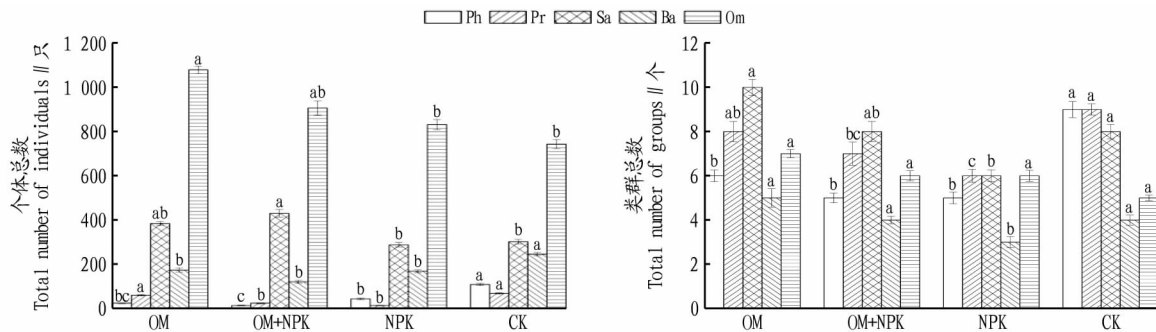 Ph Pr Sa Ba Om
个体总数
Total number of individuals∥只
1 200
1 000
800
600
400
200
0
bc a ab b a
c b a b ab
b b b b b
a a b a b
OM OM+NPK NPK CK
类群总数
Total number of groups∥个
12
10
8
6
4
2
0
b ab a a a
b bc ab a a
b c b b a
a a a a a
OM OM+NPK NPK CK